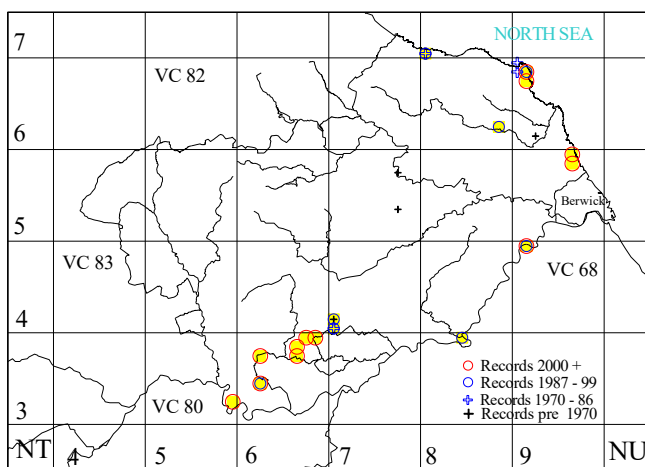 NORTH SEA
7
VC 82
6
Berwick
5
VC 83
VC 68
4
Records 2000 +
Records 1987 - 99
VC 80
Records 1970 - 86
Records pre 1970
3
NT 4 5 6 7 8 9 NU